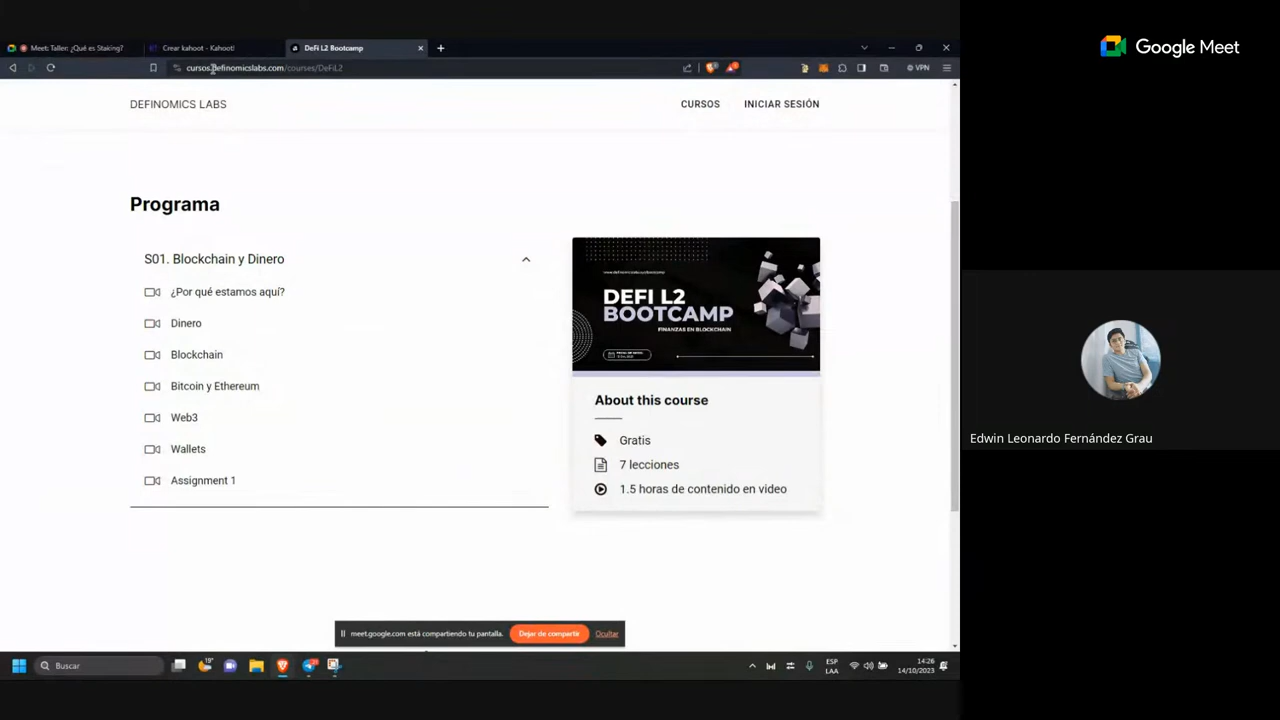 Meet: Taller: ¿Qué es Staking?
Crear kahoot - Kahoot!
DeFi L2 Bootcamp
cursos.definomicslabs.com/courses/DeFiL2
VPN
Google Meet
DEFINOMICS LABS
CURSOS
INICIAR SESIÓN
Programa
S01. Blockchain y Dinero
¿Por qué estamos aquí?
Dinero
Blockchain
Bitcoin y Ethereum
Web3
Wallets
Assignment 1
DEFI L2
BOOTCAMP
FINANZAS EN BLOCKCHAIN
About this course
Gratis
7 lecciones
1.5 horas de contenido en video
Edwin Leonardo Fernández Grau
meet.google.com está compartiendo tu pantalla.
Dejar de compartir
Ocultar
Buscar
19°
ESP
LAA
14:26
14/10/2023